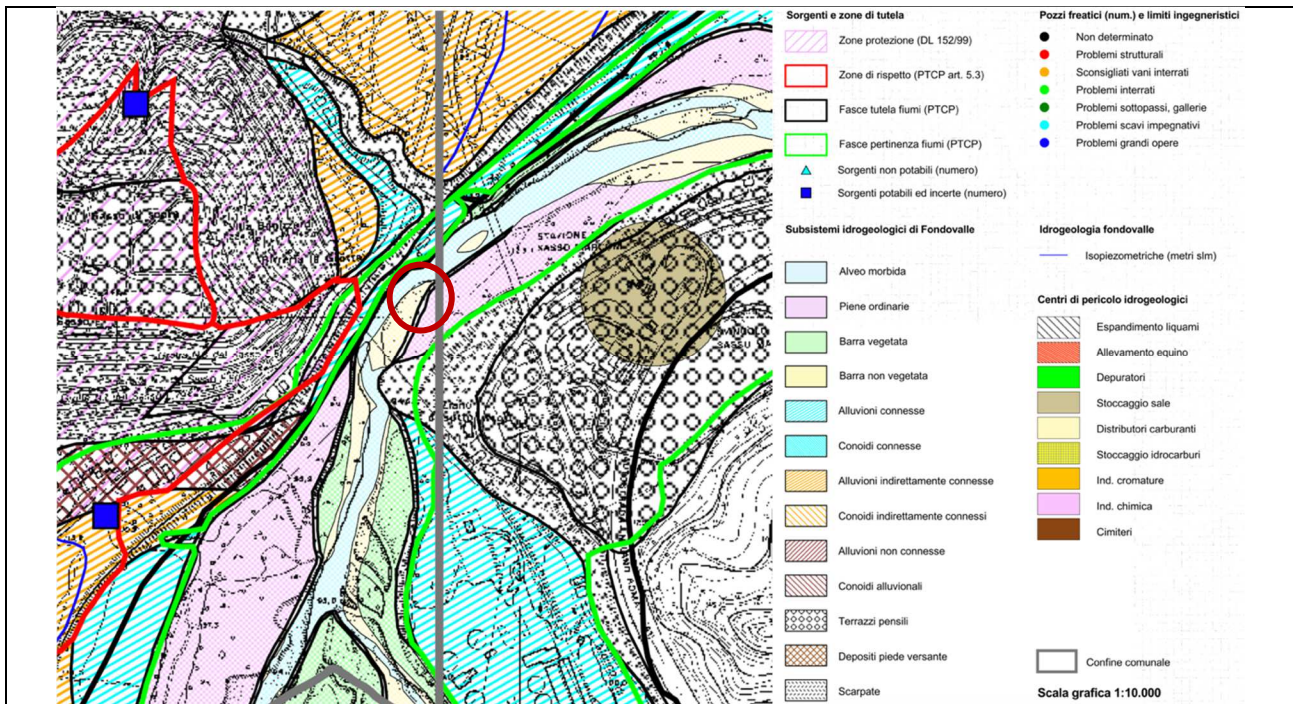 Sorgenti e zone di tutela
Zone protezione (DL 152/99)
Zone di rispetto (PTCP art. 5.3)
Fasce tutela fiumi (PTCP)
Fasce pertinenza fiumi (PTCP)
Sorgenti non potabili (numero)
Sorgenti potabili ed incerte (numero)
Pozzi freatici (num.) e limiti ingegneristici
Non determinato
Problemi strutturali
Sconsigliati vani interrati
Problemi interrati
Problemi sottopassi, gallerie
Problemi scavi impegnativi
Problemi grandi opere
Subsistemi idrogeologici di Fondovalle
Alveo morbida
Piene ordinarie
Barra vegetata
Barra non vegetata
Alluvioni connesse
Conoidi connesse
Alluvioni indirettamente connesse
Conoidi indirettamente connessi
Alluvioni non connesse
Conoidi alluvionali
Terrazzi pensili
Depositi piede versante
Scarpate
Idrogeologia fondovalle
Isopiezometriche (metri slm)
Centri di pericolo idrogeologici
Espandimento liquami
Allevamento equino
Depuratori
Stoccaggio sale
Distributori carburanti
Stoccaggio idrocarburi
Ind. cromature
Ind. chimica
Cimiteri
Confine comunale
Scala grafica 1:10.000